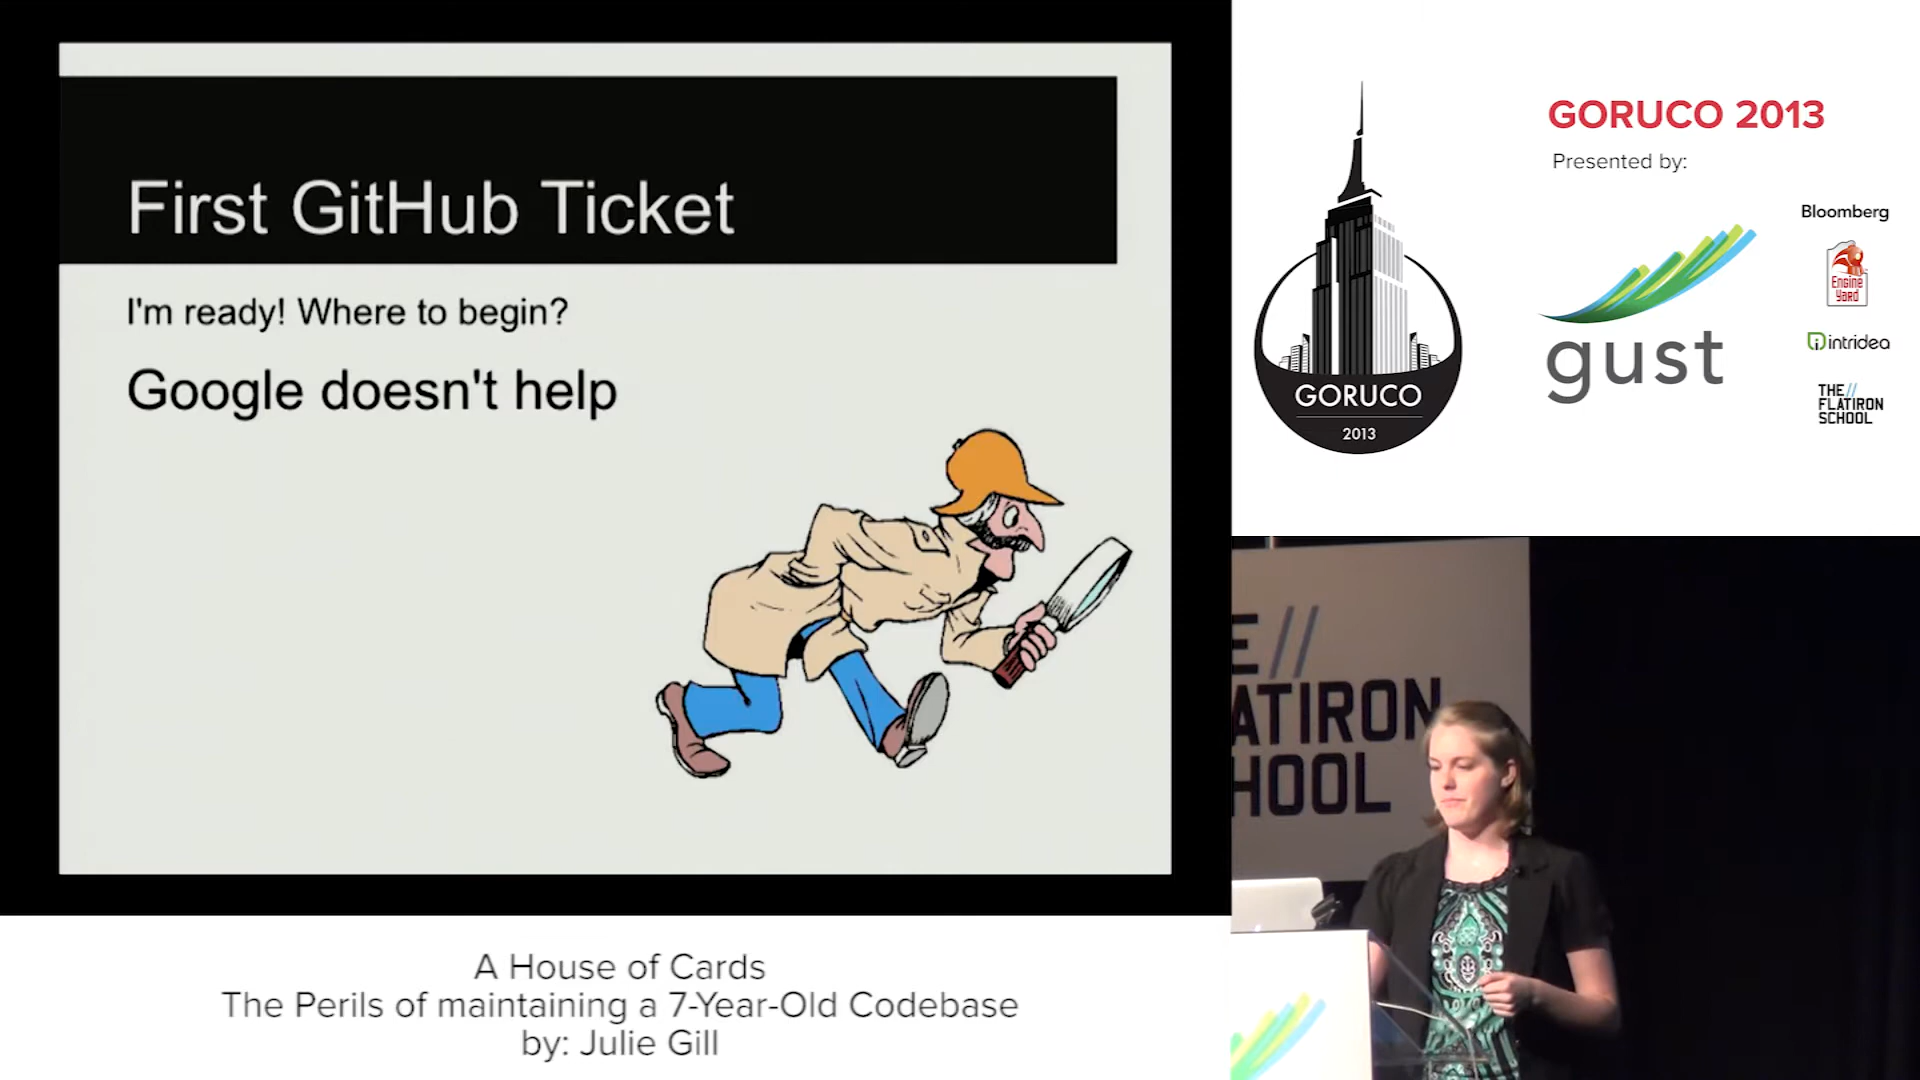 First GitHub Ticket
I'm ready! Where to begin?
Google doesn't help
GORUCO 2013
Presented by:
Bloomberg
Engine
Yard
intridea
gust
THE//
FLATIRON
SCHOOL
GORUCO
2013
E//
ATIRON
HOOL
A House of Cards
The Perils of maintaining a 7-Year-Old Codebase
by: Julie Gill